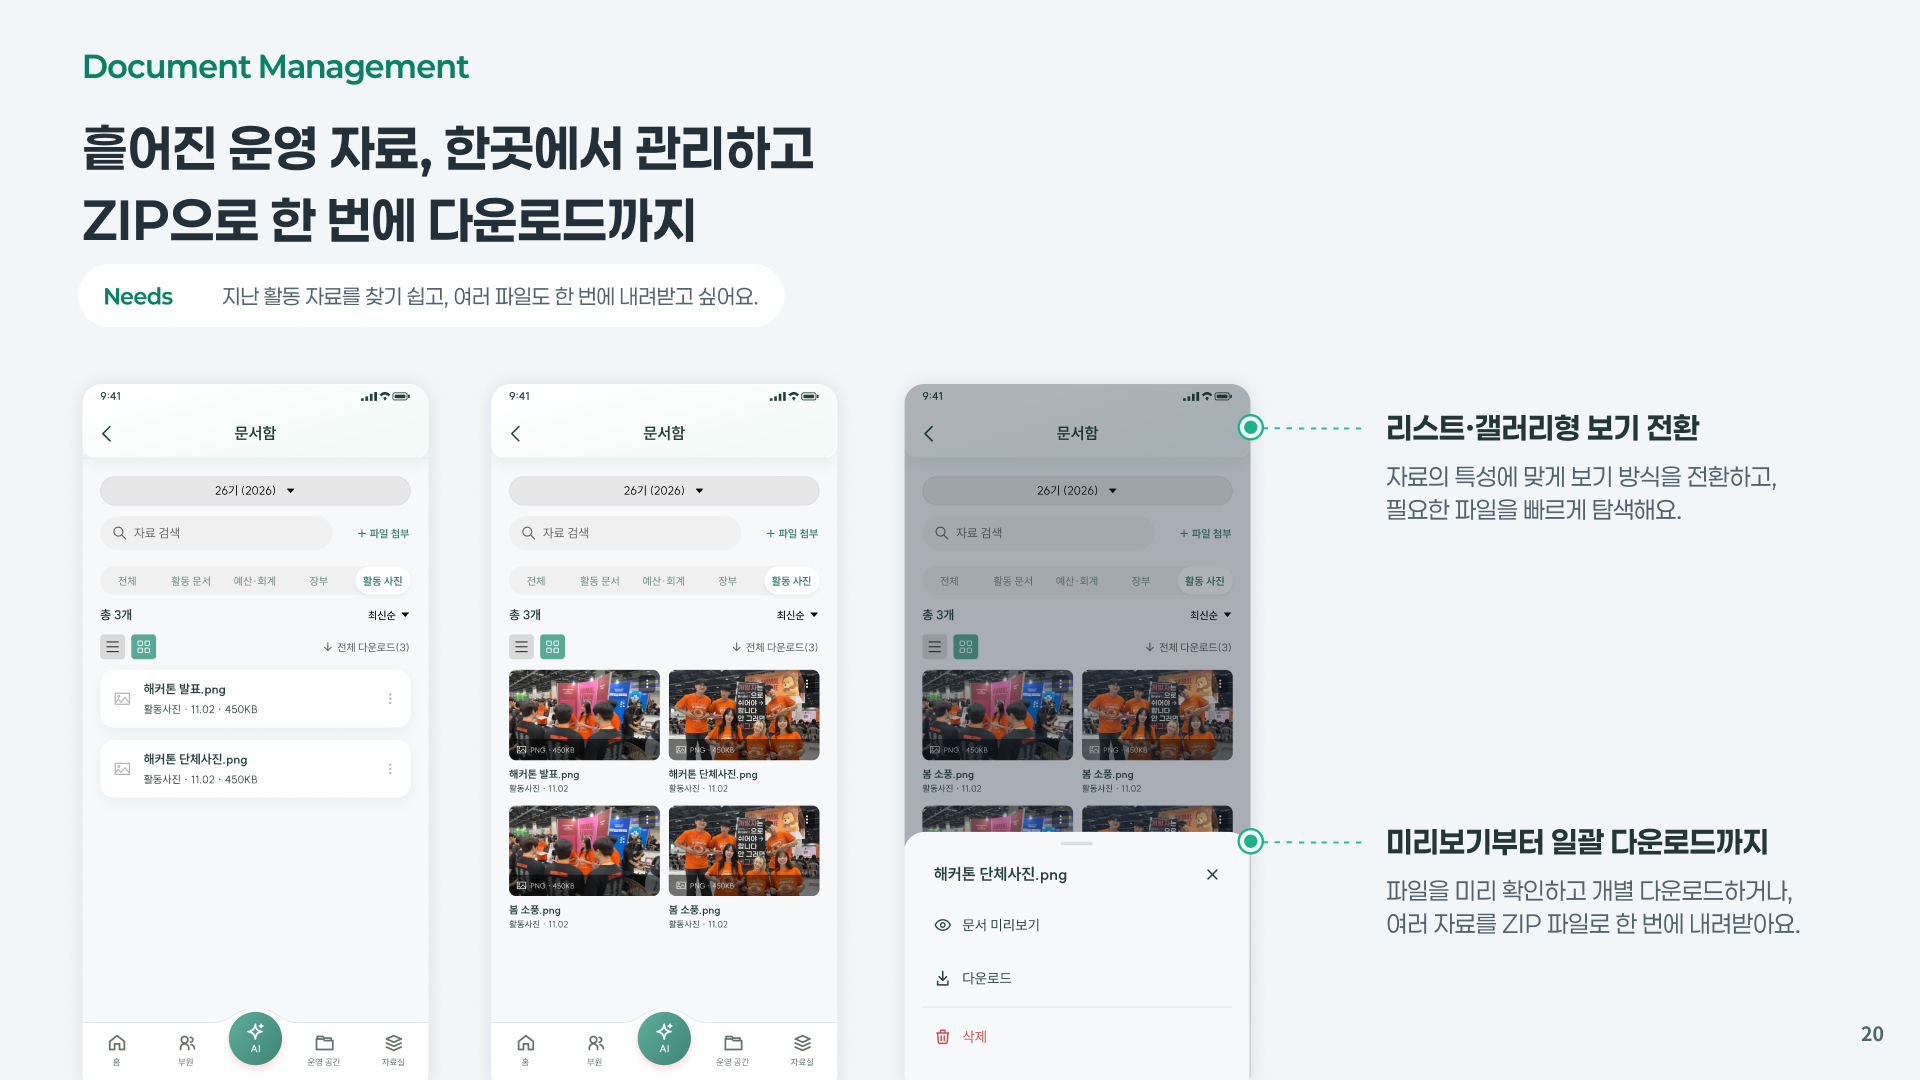 Document Management
흩어진 운영 자료, 한곳에서 관리하고
ZIP으로 한 번에 다운로드까지
Needs 지난 활동 자료를 찾기 쉽고, 여러 파일도 한 번에 내려받고 싶어요.
9:41
문서함
26기 (2026)
자료 검색
+ 파일 첨부
전체 활동 문서 예산·회계 장부 활동 사진
총 3개
최신순
전체 다운로드(3)
해커톤 발표.png
활동사진 · 11.02 · 450KB
해커톤 단체사진.png
활동사진 · 11.02 · 450KB
홈 부원 AI 운영 공간 자료실
9:41
문서함
26기 (2026)
자료 검색
+ 파일 첨부
전체 활동 문서 예산·회계 장부 활동 사진
총 3개
최신순
전체 다운로드(3)
PNG · 450KB
PNG · 450KB
해커톤 발표.png
활동사진 · 11.02
해커톤 단체사진.png
활동사진 · 11.02
PNG · 450KB
PNG · 450KB
봄 소풍.png
활동사진 · 11.02
봄 소풍.png
활동사진 · 11.02
홈 부원 AI 운영 공간 자료실
9:41
문서함
26기 (2026)
자료 검색
+ 파일 첨부
전체 활동 문서 예산·회계 장부 활동 사진
총 3개
최신순
전체 다운로드(3)
PNG · 450KB
PNG · 450KB
봄 소풍.png
활동사진 · 11.02
봄 소풍.png
활동사진 · 11.02
해커톤 단체사진.png
문서 미리보기
다운로드
삭제
리스트·갤러리형 보기 전환
자료의 특성에 맞게 보기 방식을 전환하고,
필요한 파일을 빠르게 탐색해요.
미리보기부터 일괄 다운로드까지
파일을 미리 확인하고 개별 다운로드하거나,
여러 자료를 ZIP 파일로 한 번에 내려받아요.
20